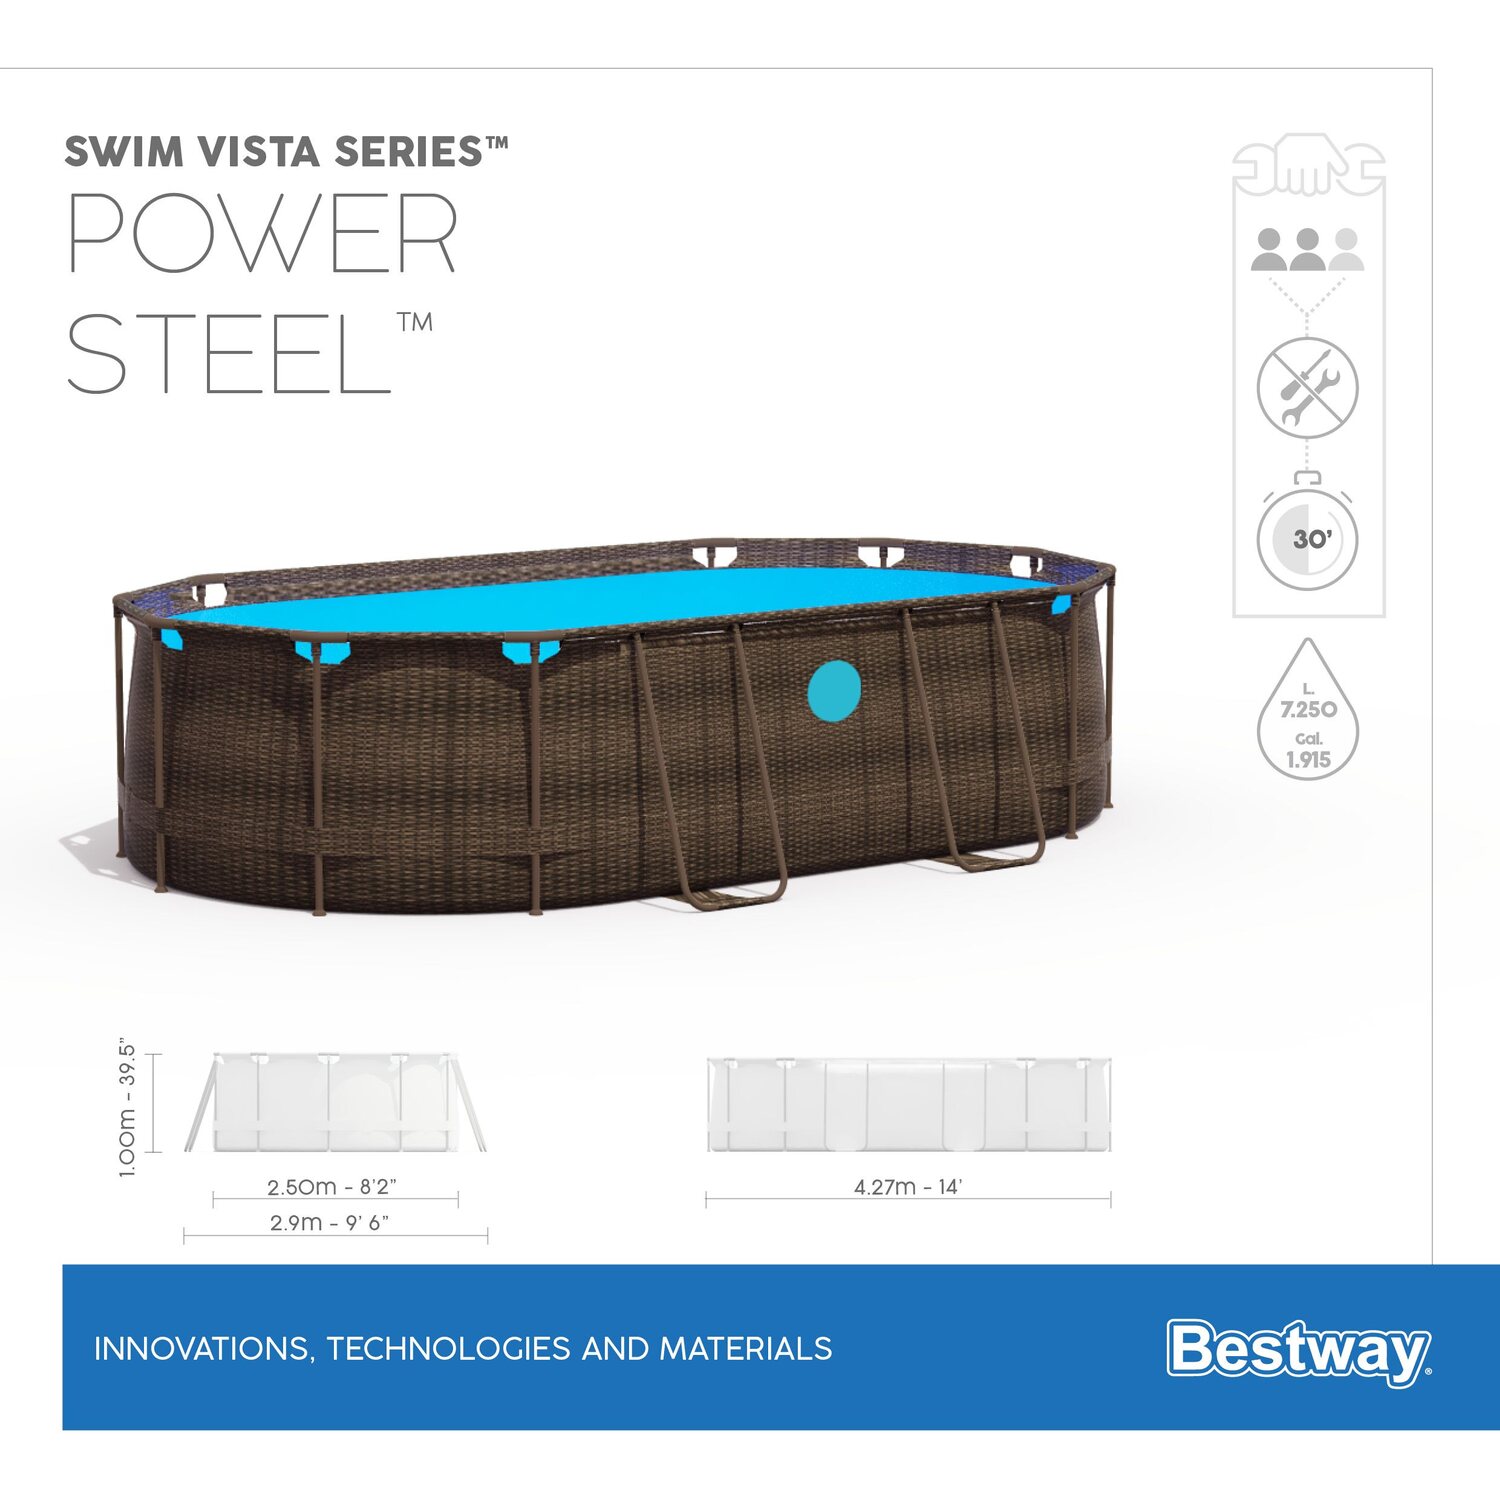 SWIM VISTA SERIES™
POWER
STEEL™
30’
L.
7.250
Gal.
1.915
1.00m - 39.5”
2.50m - 8’2”
2.9m - 9’ 6”
4.27m - 14’
INNOVATIONS, TECHNOLOGIES AND MATERIALS
Bestway®